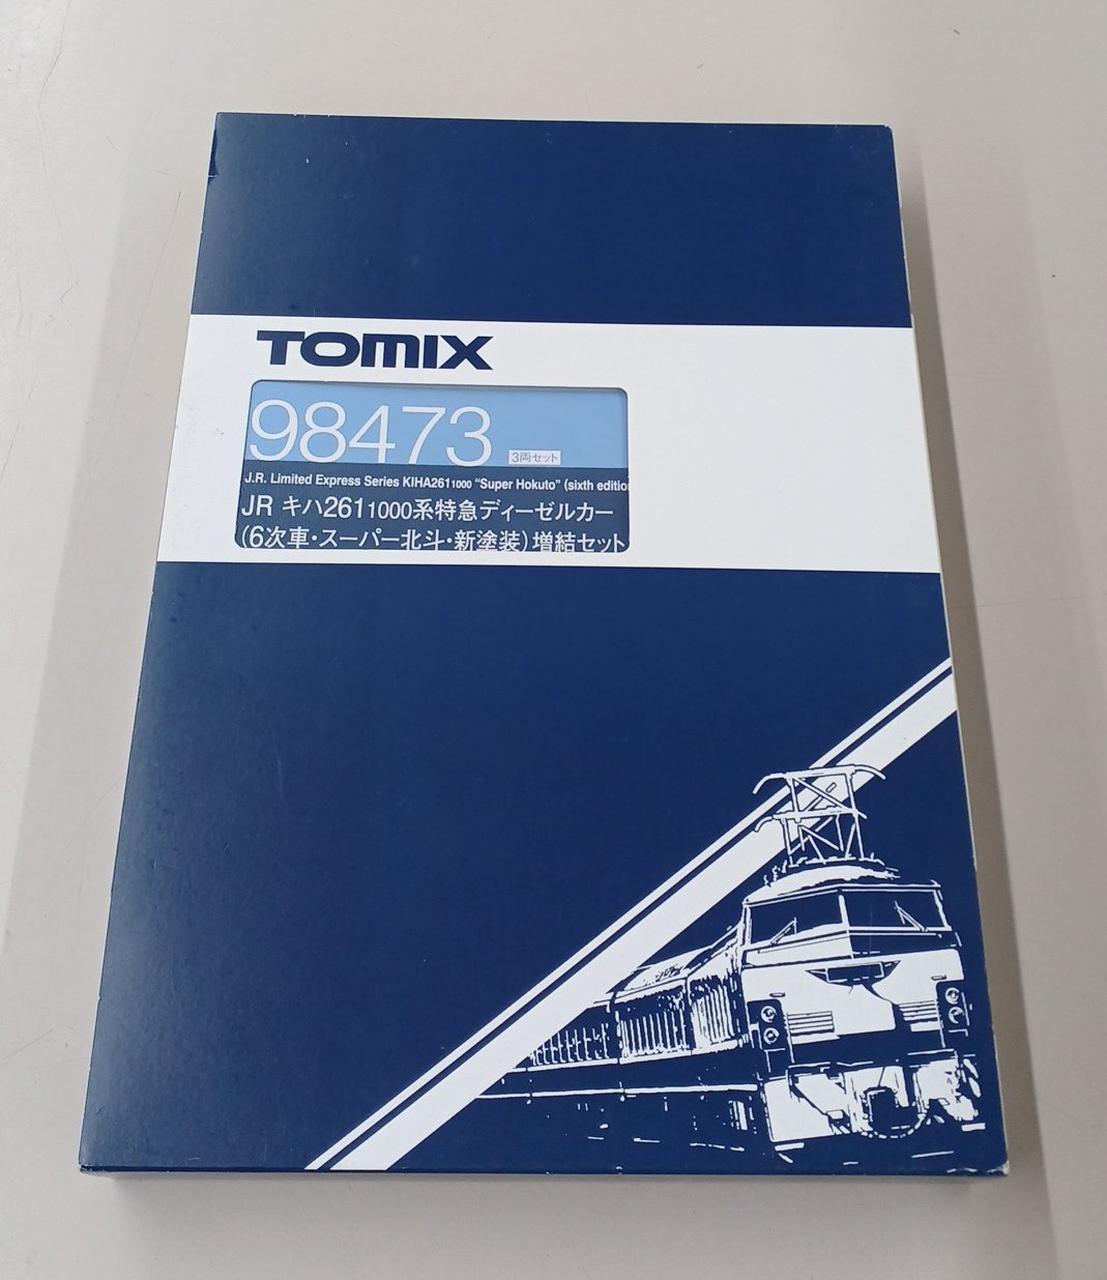 TOMIX
98473
3両セット
J.R. Limited Express Series KIHA261 1000 "Super Hokuto" (sixth edition
JR キハ261 1000系特急ディーゼルカー
(6次車・スーパー北斗・新塗装)増結セット